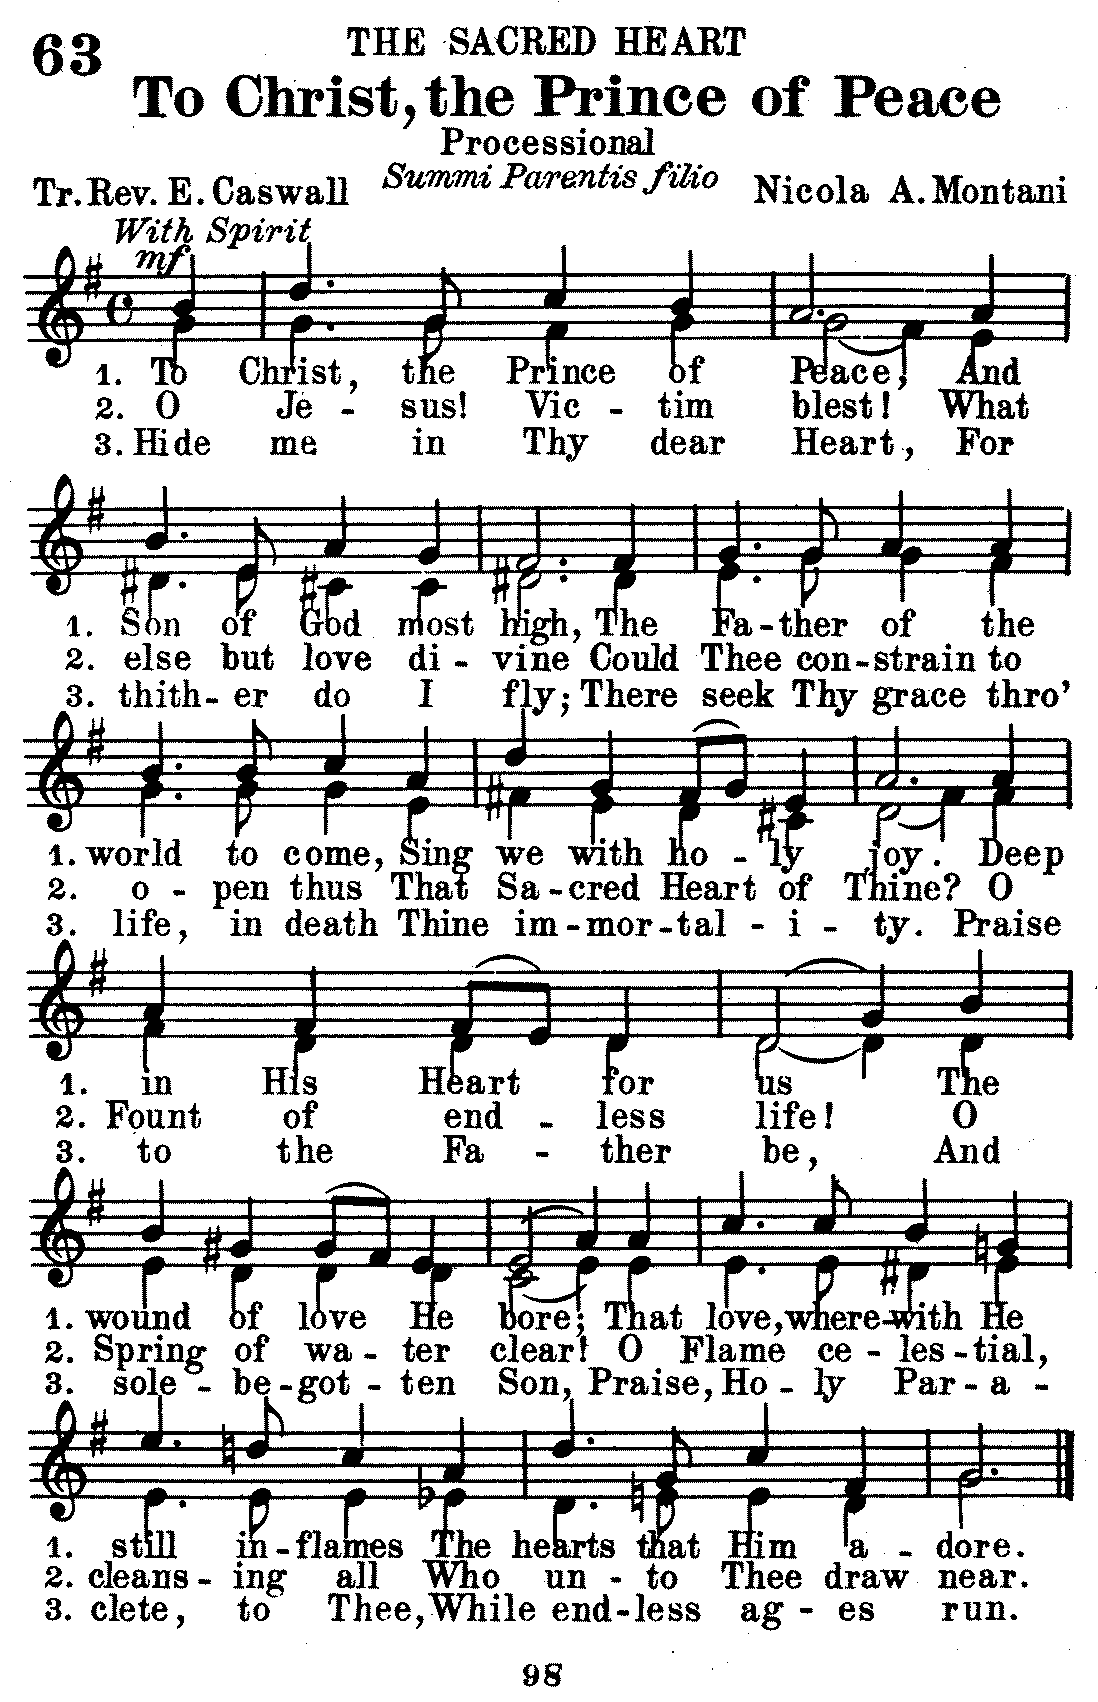 63
THE SACRED HEART
To Christ, the Prince of Peace
Processional
Summi Parentis filio
Tr. Rev. E. Caswall
Nicola A. Montani
With Spirit
mf
1. To Christ, the Prince of Peace, And
2. O Je - sus! Vic - tim blest! What
3. Hide me in Thy dear Heart, For
1. Son of God most high, The Fa - ther of the
2. else but love di - vine Could Thee con - strain to
3. thith - er do I fly; There seek Thy grace thro'
1. world to come, Sing we with ho - ly joy. Deep
2. o - pen thus That Sa - cred Heart of Thine? O
3. life, in death Thine im - mor - tal - i - ty. Praise
1. in His Heart for us The
2. Fount of end - less life! O
3. to the Fa - ther be, And
1. wound of love He bore; That love, where - with He
2. Spring of wa - ter clear! O Flame ce - les - tial,
3. sole - be - got - ten Son, Praise, Ho - ly Par - a -
1. still in - flames The hearts that Him a - dore.
2. cleans - ing all Who un - to Thee draw near.
3. clete, to Thee, While end - less ag - es run.
98